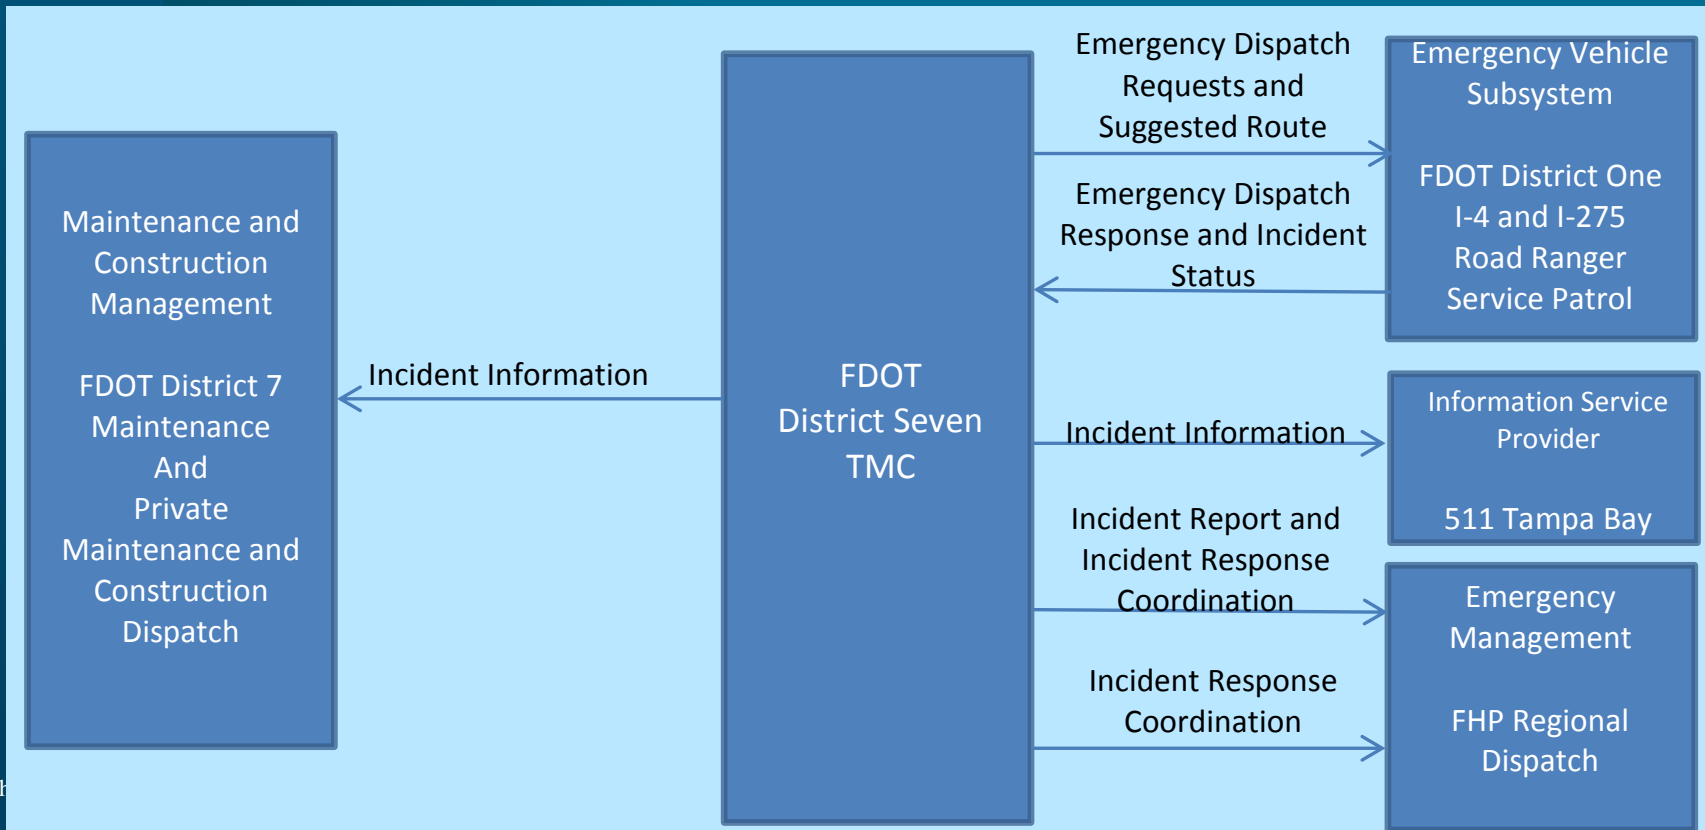 Maintenance and
Construction
Management
FDOT District 7
Maintenance
And
Private
Maintenance and
Construction
Dispatch
Incident Information
FDOT
District Seven
TMC
Emergency Dispatch
Requests and
Suggested Route
Emergency Dispatch
Response and Incident
Status
Incident Information
Incident Report and
Incident Response
Coordination
Incident Response
Coordination
Emergency Vehicle
Subsystem
FDOT District One
I-4 and I-275
Road Ranger
Service Patrol
Information Service
Provider
511 Tampa Bay
Emergency
Management
FHP Regional
Dispatch